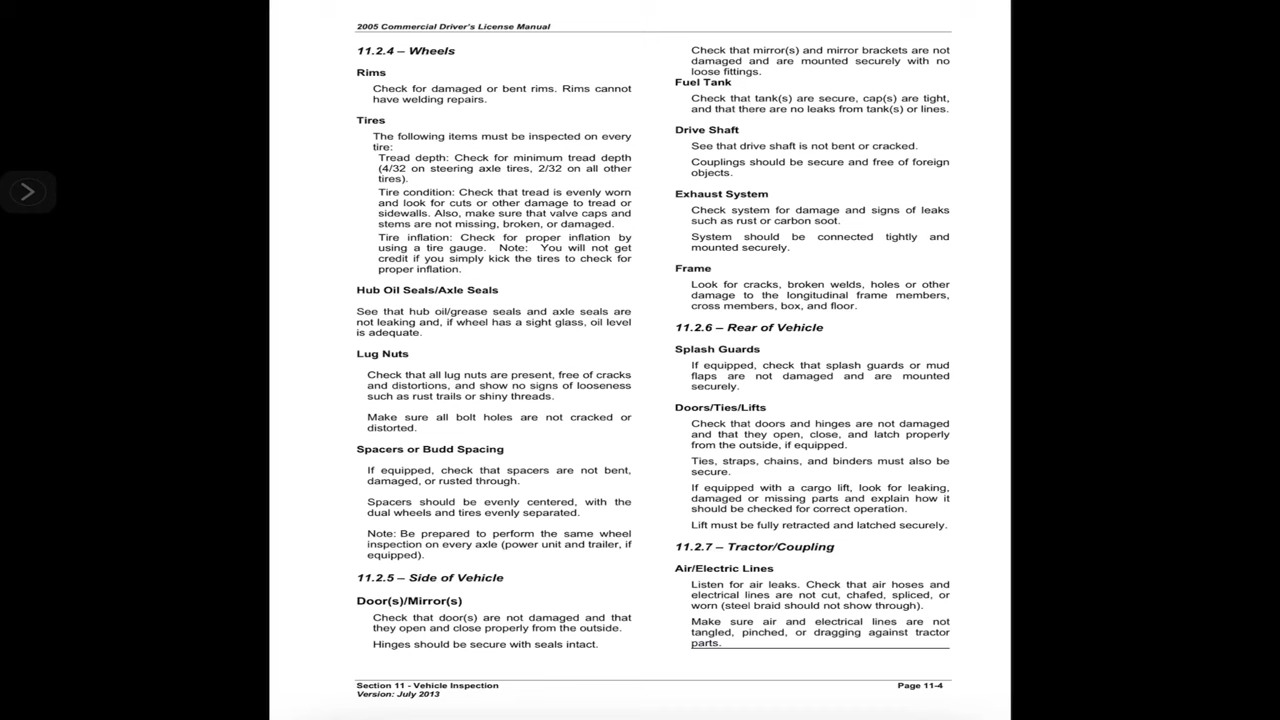 2005 Commercial Driver's License Manual
11.2.4 – Wheels
Rims
Check for damaged or bent rims. Rims cannot
have welding repairs.
Tires
The following items must be inspected on every
tire:
Tread depth: Check for minimum tread depth
(4/32 on steering axle tires, 2/32 on all other
tires).
Tire condition: Check that tread is evenly worn
and look for cuts or other damage to tread or
sidewalls. Also, make sure that valve caps and
stems are not missing, broken, or damaged.
Tire inflation: Check for proper inflation by
using a tire gauge. Note: You will not get
credit if you simply kick the tires to check for
proper inflation.
Hub Oil Seals/Axle Seals
See that hub oil/grease seals and axle seals are
not leaking and, if wheel has a sight glass, oil level
is adequate.
Lug Nuts
Check that all lug nuts are present, free of cracks
and distortions, and show no signs of looseness
such as rust trails or shiny threads.
Make sure all bolt holes are not cracked or
distorted.
Spacers or Budd Spacing
If equipped, check that spacers are not bent,
damaged, or rusted through.
Spacers should be evenly centered, with the
dual wheels and tires evenly separated.
Note: Be prepared to perform the same wheel
inspection on every axle (power unit and trailer, if
equipped).
11.2.5 – Side of Vehicle
Door(s)/Mirror(s)
Check that door(s) are not damaged and that
they open and close properly from the outside.
Hinges should be secure with seals intact.
Check that mirror(s) and mirror brackets are not
damaged and are mounted securely with no
loose fittings.
Fuel Tank
Check that tank(s) are secure, cap(s) are tight,
and that there are no leaks from tank(s) or lines.
Drive Shaft
See that drive shaft is not bent or cracked.
Couplings should be secure and free of foreign
objects.
Exhaust System
Check system for damage and signs of leaks
such as rust or carbon soot.
System should be connected tightly and
mounted securely.
Frame
Look for cracks, broken welds, holes or other
damage to the longitudinal frame members,
cross members, box, and floor.
11.2.6 – Rear of Vehicle
Splash Guards
If equipped, check that splash guards or mud
flaps are not damaged and are mounted
securely.
Doors/Ties/Lifts
Check that doors and hinges are not damaged
and that they open, close, and latch properly
from the outside, if equipped.
Ties, straps, chains, and binders must also be
secure.
If equipped with a cargo lift, look for leaking,
damaged or missing parts and explain how it
should be checked for correct operation.
Lift must be fully retracted and latched securely.
11.2.7 – Tractor/Coupling
Air/Electric Lines
Listen for air leaks. Check that air hoses and
electrical lines are not cut, chafed, spliced, or
worn (steel braid should not show through).
Make sure air and electrical lines are not
tangled, pinched, or dragging against tractor
parts.
Section 11 - Vehicle Inspection
Page 11-4
Version: July 2013